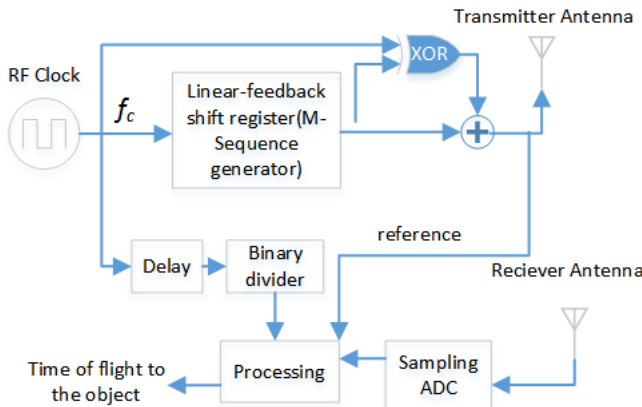 Transmitter Antenna
XOR
RF Clock
fc
Linear-feedback
shift register(M-
Sequence
generator)
reference
Delay
Binary
divider
Reciever Antenna
Time of flight to
the object
Processing
Sampling
ADC